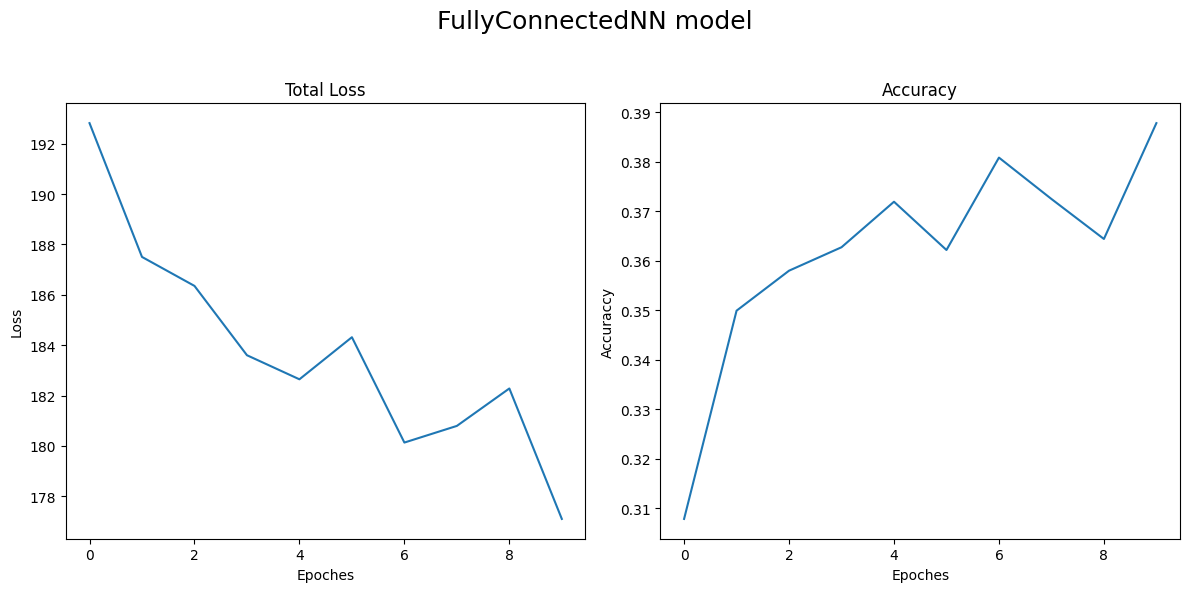 FullyConnectedNN model
Total Loss
Loss
192
190
188
186
184
182
180
178
0 2 4 6 8
Epoches
Accuracy
Accuraccy
0.39
0.38
0.37
0.36
0.35
0.34
0.33
0.32
0.31
0 2 4 6 8
Epoches